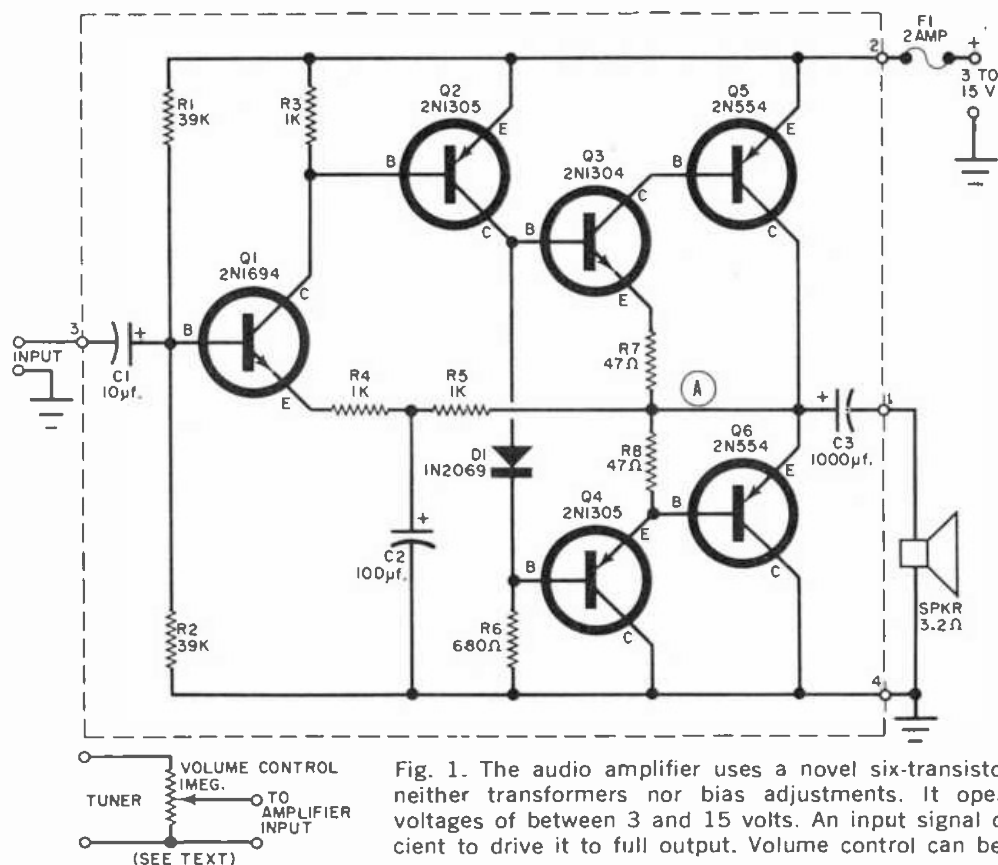 F1
2 AMP
2
+
3 TO
15 V
R1
39K
R3
1K
Q2
2N1305
E
B
C
Q5
2N554
E
B
C
Q3
2N1304
C
B
E
Q1
2N1694
C
B
E
3
+
INPUT
C1
10µf.
R4
1K
R5
1K
R7
47Ω
A
+
1
C3
1000µf.
D1
1N2069
R8
47Ω
Q6
2N554
E
B
C
+
C2
100µf.
Q4
2N1305
E
B
C
R2
39K
R6
680Ω
SPKR
3.2Ω
4
VOLUME CONTROL
1MEG.
TUNER
TO
AMPLIFIER
INPUT
(SEE TEXT)
Fig. 1. The audio amplifier uses a novel six-transisto
neither transformers nor bias adjustments. It ope
voltages of between 3 and 15 volts. An input signal
cient to drive it to full output. Volume control can be